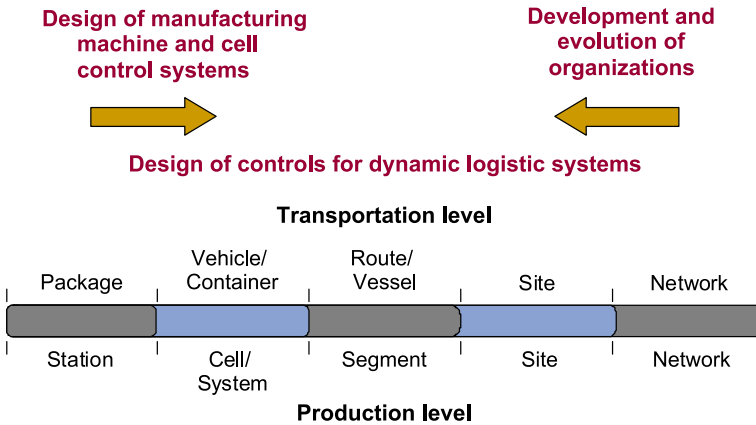 Design of manufacturing
machine and cell
control systems
Development and
evolution of
organizations
Design of controls for dynamic logistic systems
Transportation level
Package
Vehicle/
Container
Route/
Vessel
Site
Network
Station
Cell/
System
Segment
Site
Network
Production level